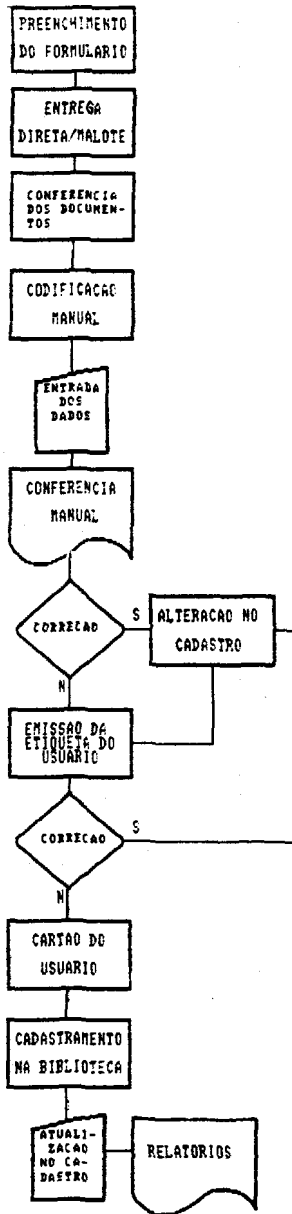 PREENCHIMENTO
DO FORMULARIO
ENTREGA
DIRETA/MALOTE
CONFERENCIA
DOS DOCUMEN-
TOS
CODIFICACAO
MANUAL
ENTRADA
DOS
DADOS
CONFERENCIA
MANUAL
CORRECAO
S
ALTERACAO NO
CADASTRO
N
EMISSAO DA
ETIQUETA DO
USUARIO
CORRECAO
S
N
CARTAO DO
USUARIO
CADASTRAMENTO
NA BIBLIOTECA
ATUALI-
ZACAO
NO CA-
DASTRO
RELATORIOS